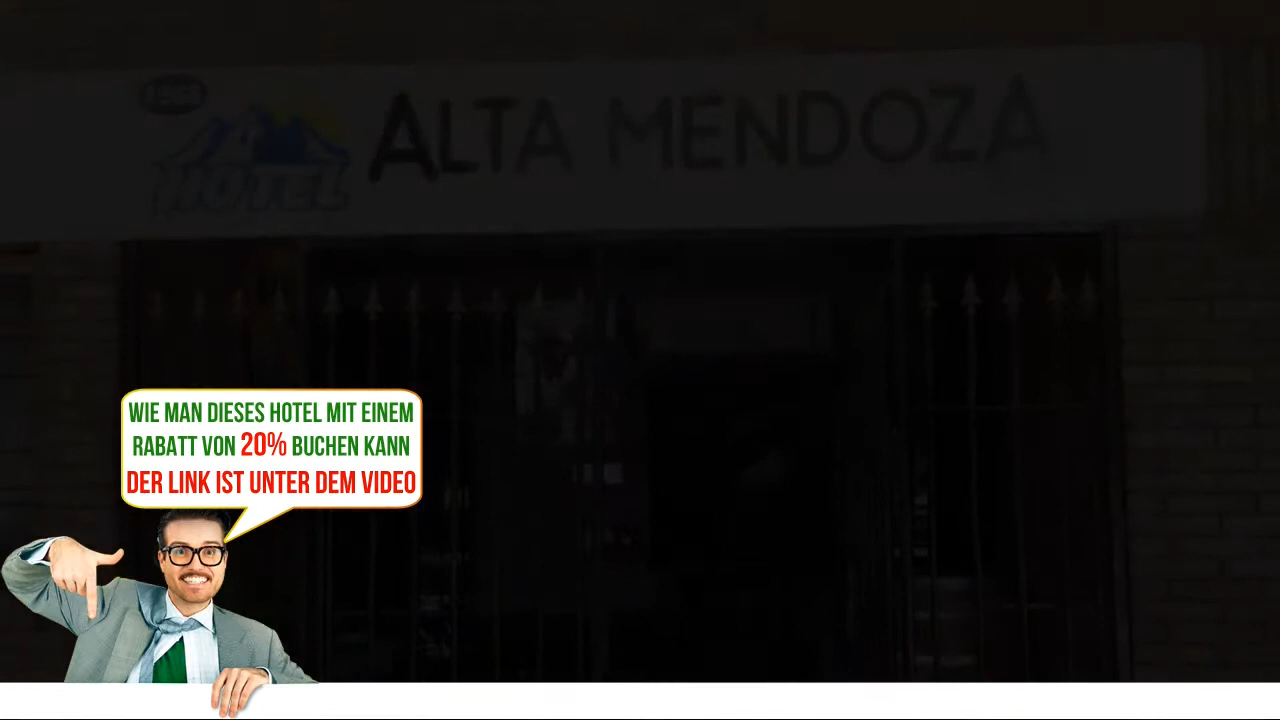 HOTEL
ALTA MENDOZA
WIE MAN DIESES HOTEL MIT EINEM
RABATT VON 20% BUCHEN KANN
DER LINK IST UNTER DEM VIDEO